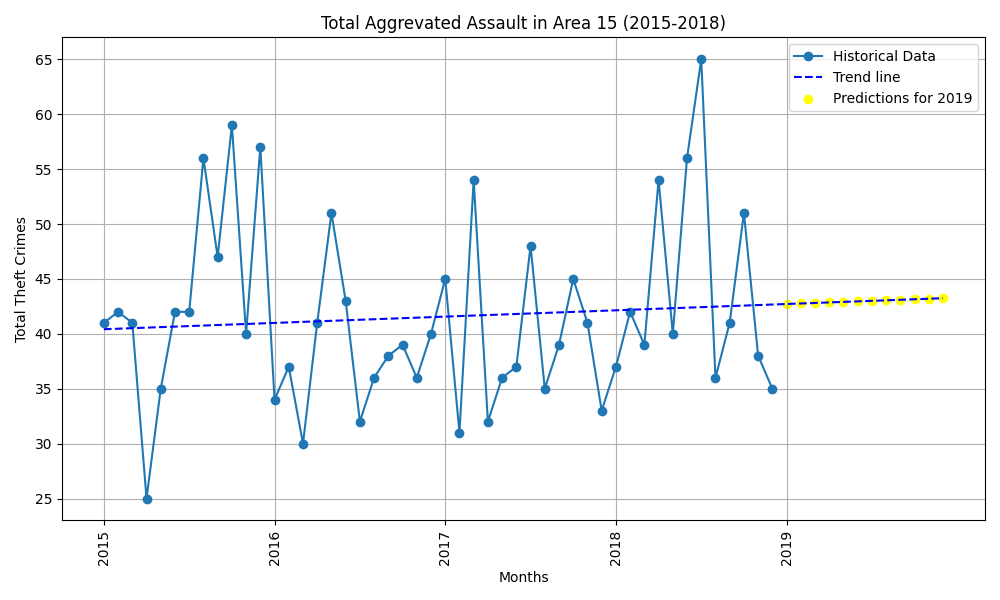 Total Aggrevated Assault in Area 15 (2015-2018)
Historical Data
Trend line
Predictions for 2019
Total Theft Crimes
65
60
55
50
45
40
35
30
25
2015
2016
2017
2018
2019
Months